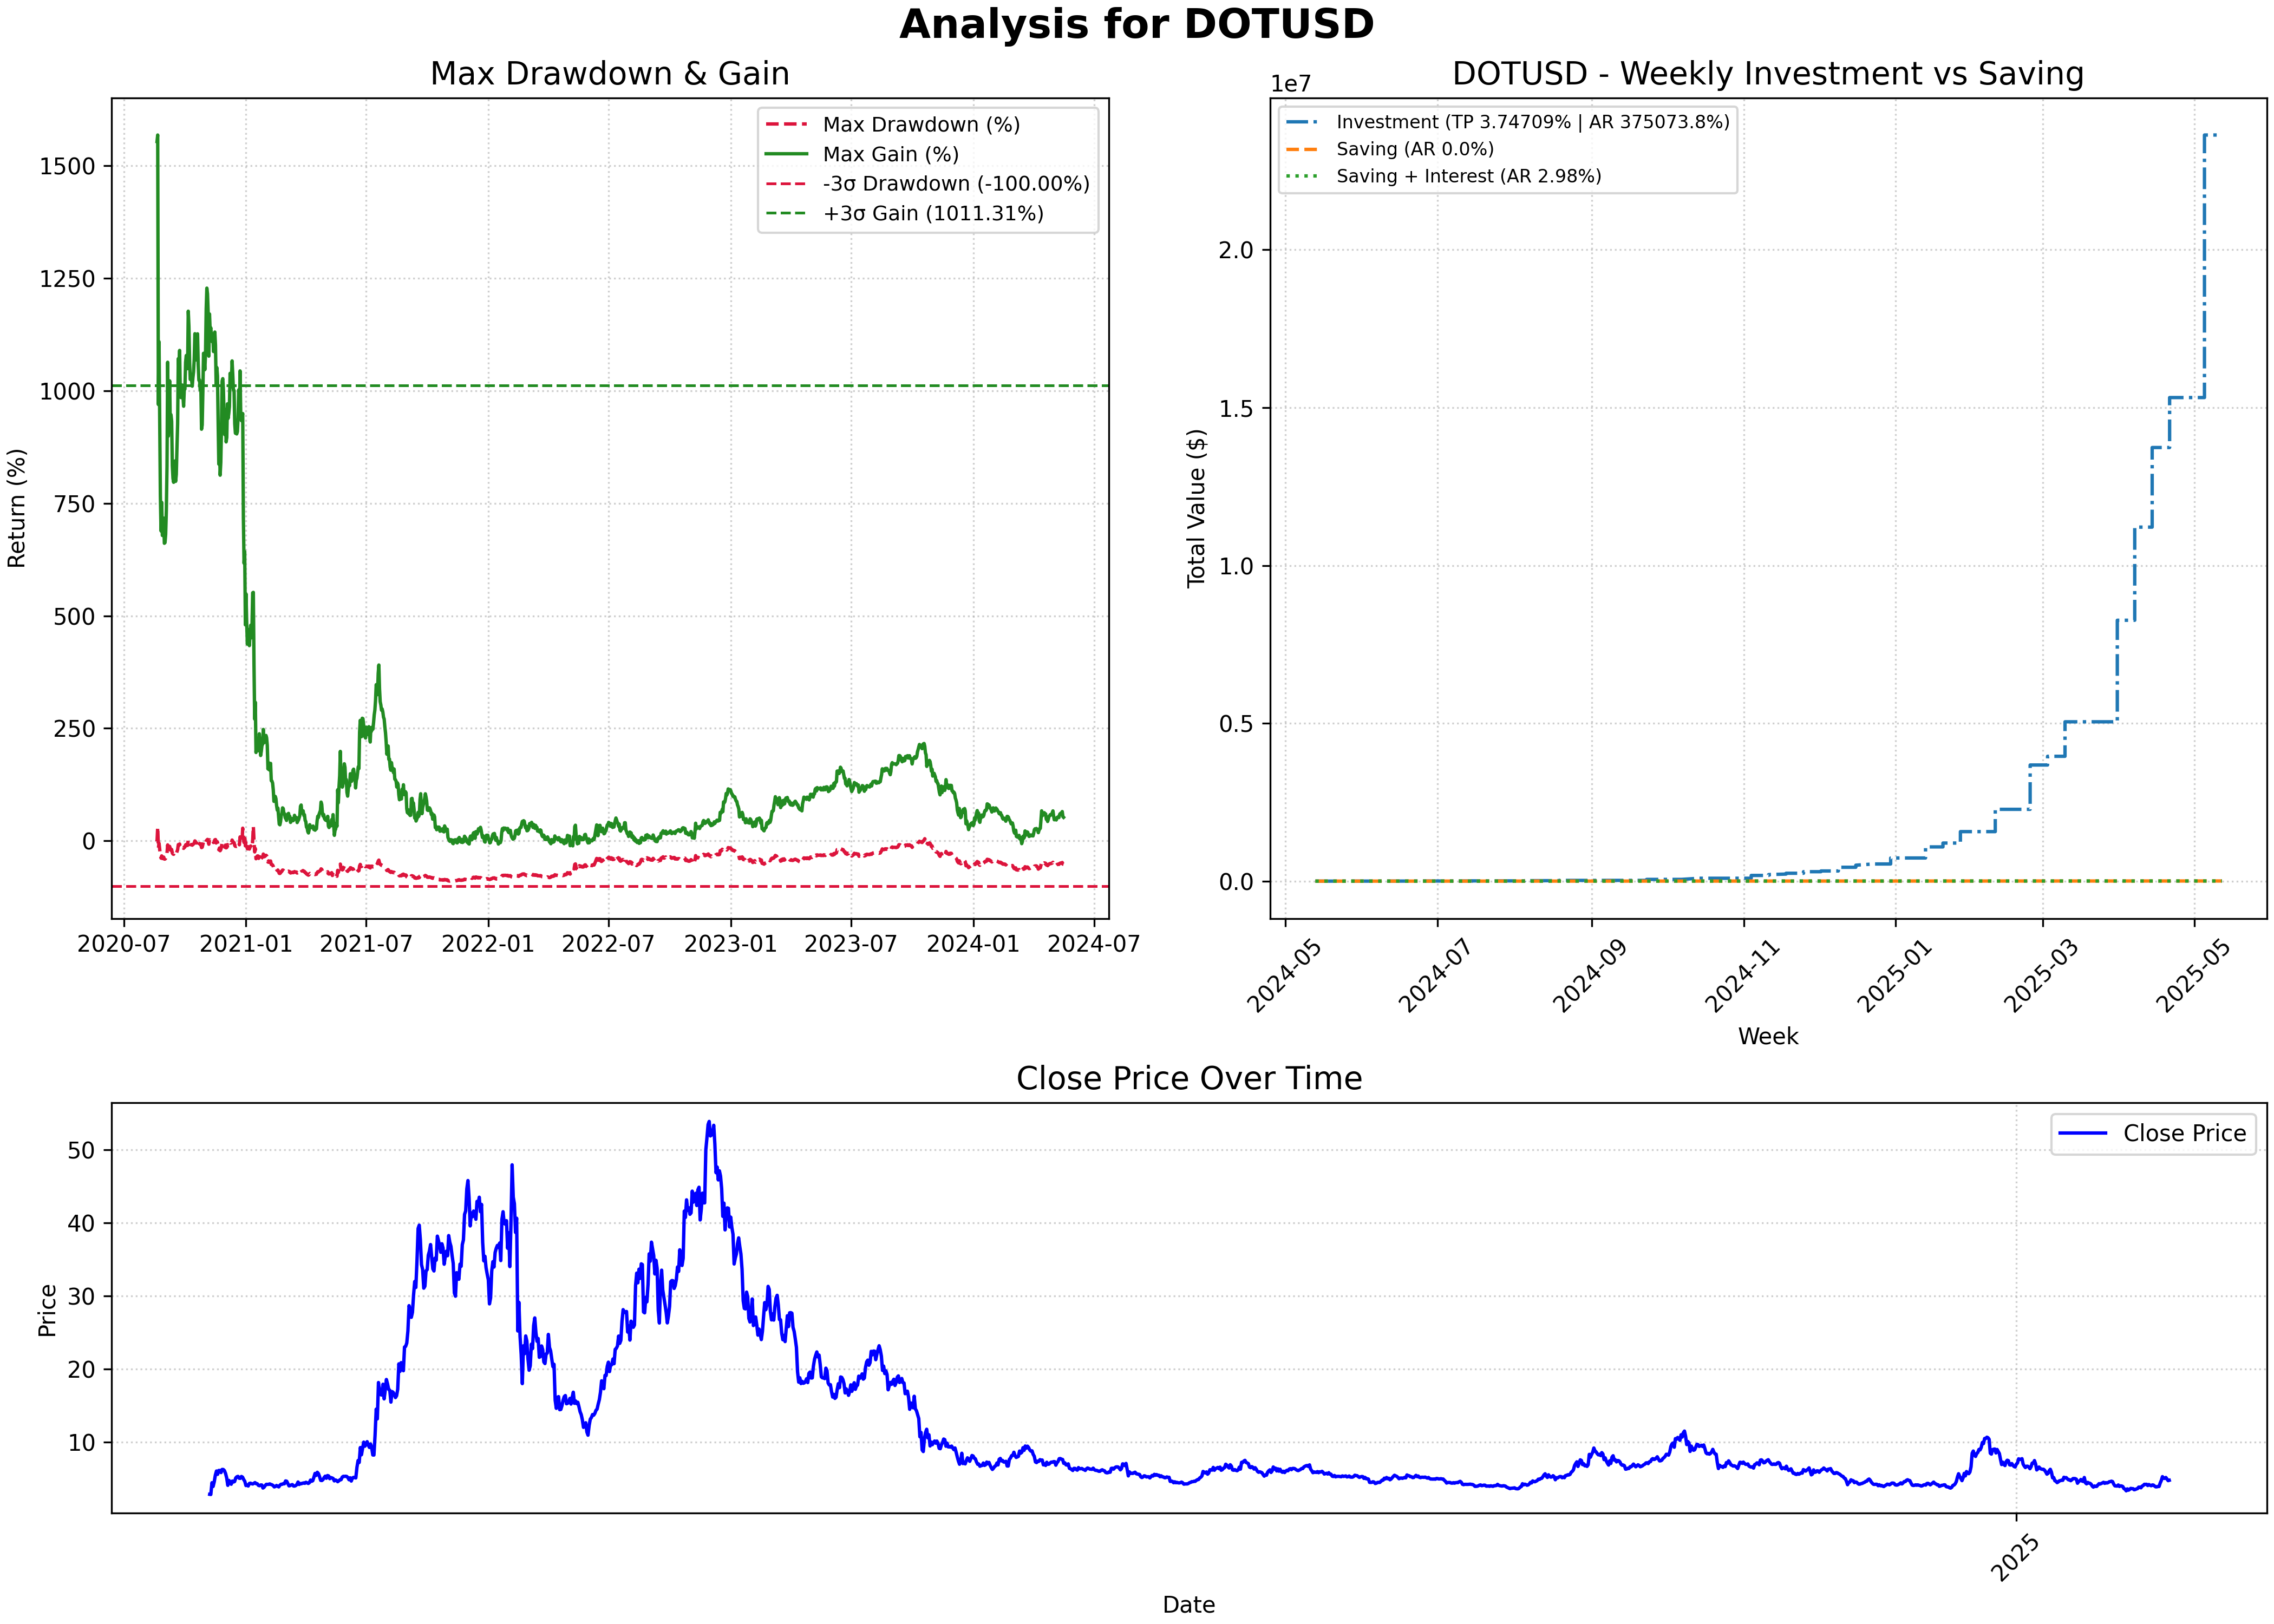 Analysis for DOTUSD
Max Drawdown & Gain
Return (%)
1500
1250
1000
750
500
250
0
Max Drawdown (%)
Max Gain (%)
-3σ Drawdown (-100.00%)
+3σ Gain (1011.31%)
2020-07 2021-01 2021-07 2022-01 2022-07 2023-01 2023-07 2024-01 2024-07
DOTUSD - Weekly Investment vs Saving
1e7
Total Value ($)
2.0
1.5
1.0
0.5
0.0
Investment (TP 3.74709% | AR 375073.8%)
Saving (AR 0.0%)
Saving + Interest (AR 2.98%)
2024-05 2024-07 2024-09 2024-11 2025-01 2025-03 2025-05
Week
Close Price Over Time
Price
50
40
30
20
10
Close Price
2025
Date